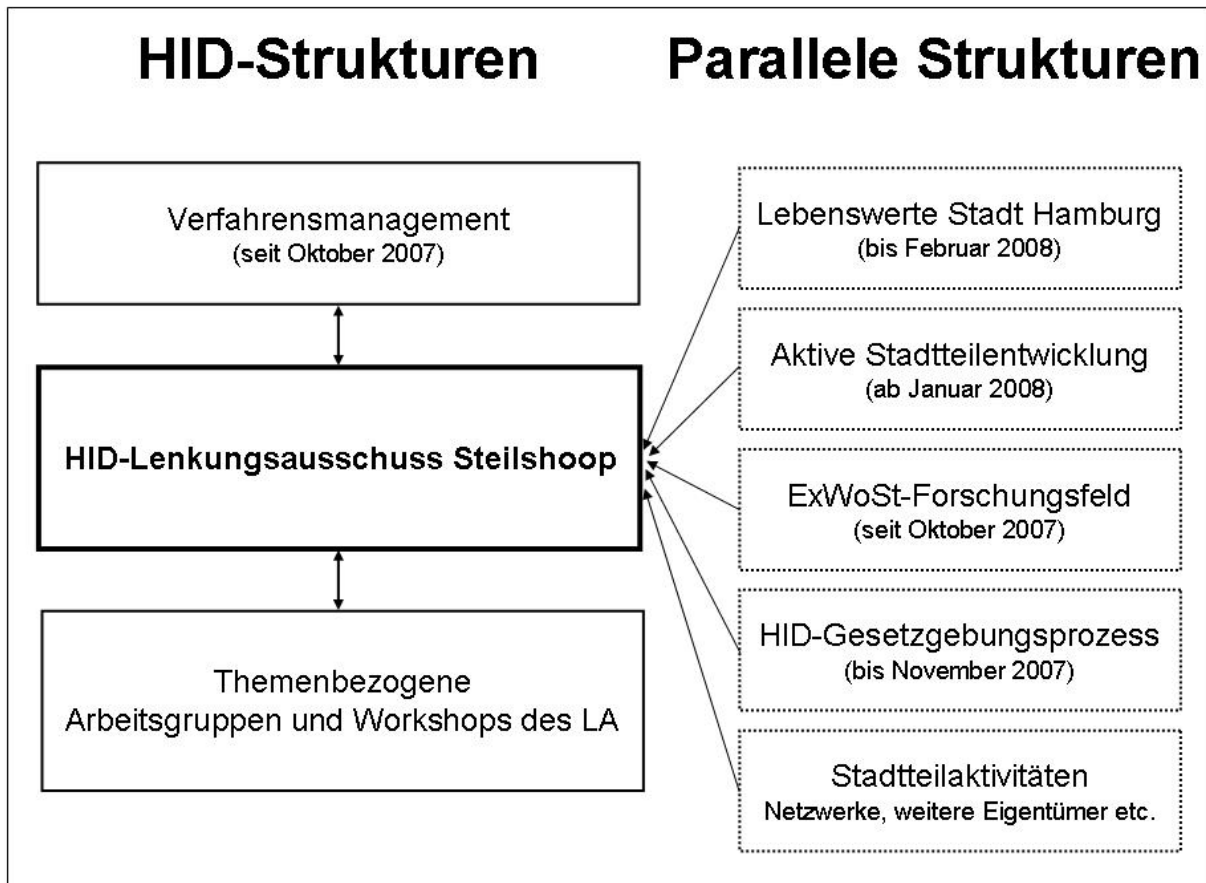 HID-Strukturen
Verfahrensmanagement
(seit Oktober 2007)
HID-Lenkungsausschuss Steilshoop
Themenbezogene
Arbeitsgruppen und Workshops des LA
Parallele Strukturen
Lebenswerte Stadt Hamburg
(bis Februar 2008)
Aktive Stadtteilentwicklung
(ab Januar 2008)
ExWoSt-Forschungsfeld
(seit Oktober 2007)
HID-Gesetzgebungsprozess
(bis November 2007)
Stadtteilaktivitäten
Netzwerke, weitere Eigentümer etc.